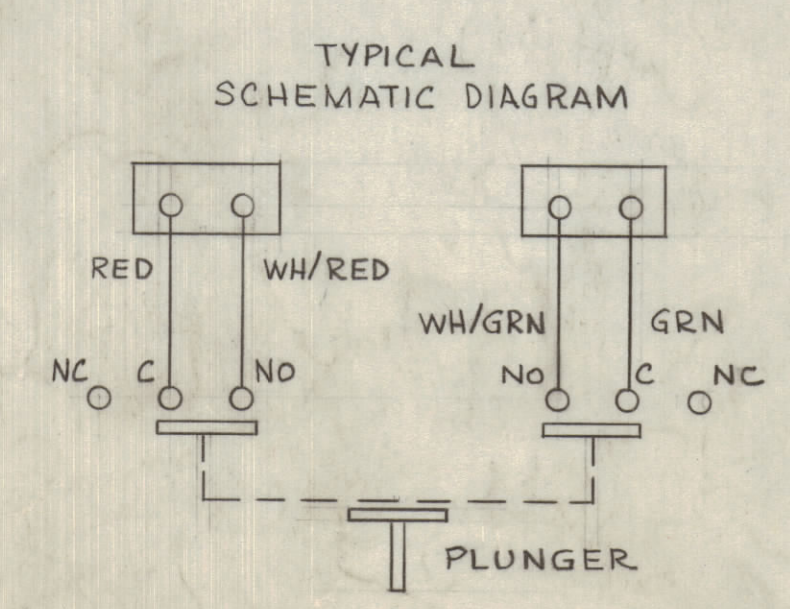 TYPICAL
SCHEMATIC DIAGRAM
RED
WH/RED
WH/GRN
GRN
NC
C
NO
NO
C
NC
PLUNGER